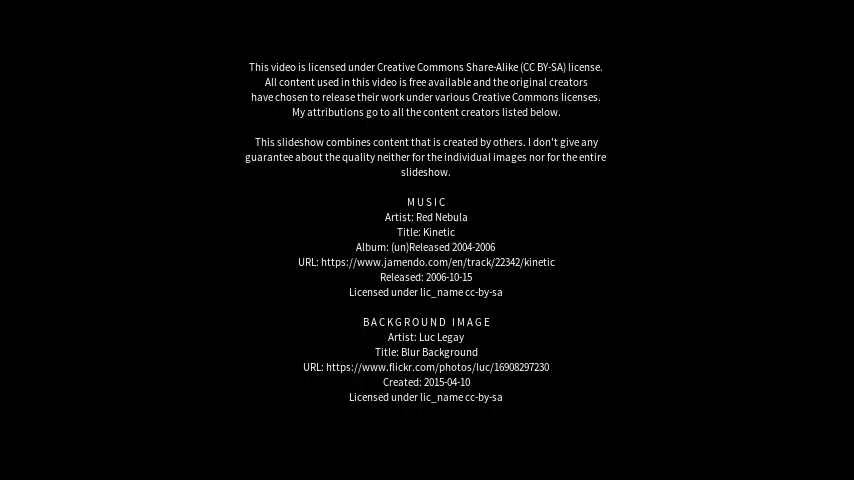 This video is licensed under Creative Commons Share-Alike (CC BY-SA) license.
All content used in this video is free available and the original creators
have chosen to release their work under various Creative Commons licenses.
My attributions go to all the content creators listed below.
This slideshow combines content that is created by others. I don't give any
guarantee about the quality neither for the individual images nor for the entire
slideshow.
MUSIC
Artist: Red Nebula
Title: Kinetic
Album: (un)Released 2004-2006
URL: https://www.jamendo.com/en/track/22342/kinetic
Released: 2006-10-15
Licensed under lic_name cc-by-sa
BACKGROUND IMAGE
Artist: Luc Legay
Title: Blur Background
URL: https://www.flickr.com/photos/luc/16908297230
Created: 2015-04-10
Licensed under lic_name cc-by-sa